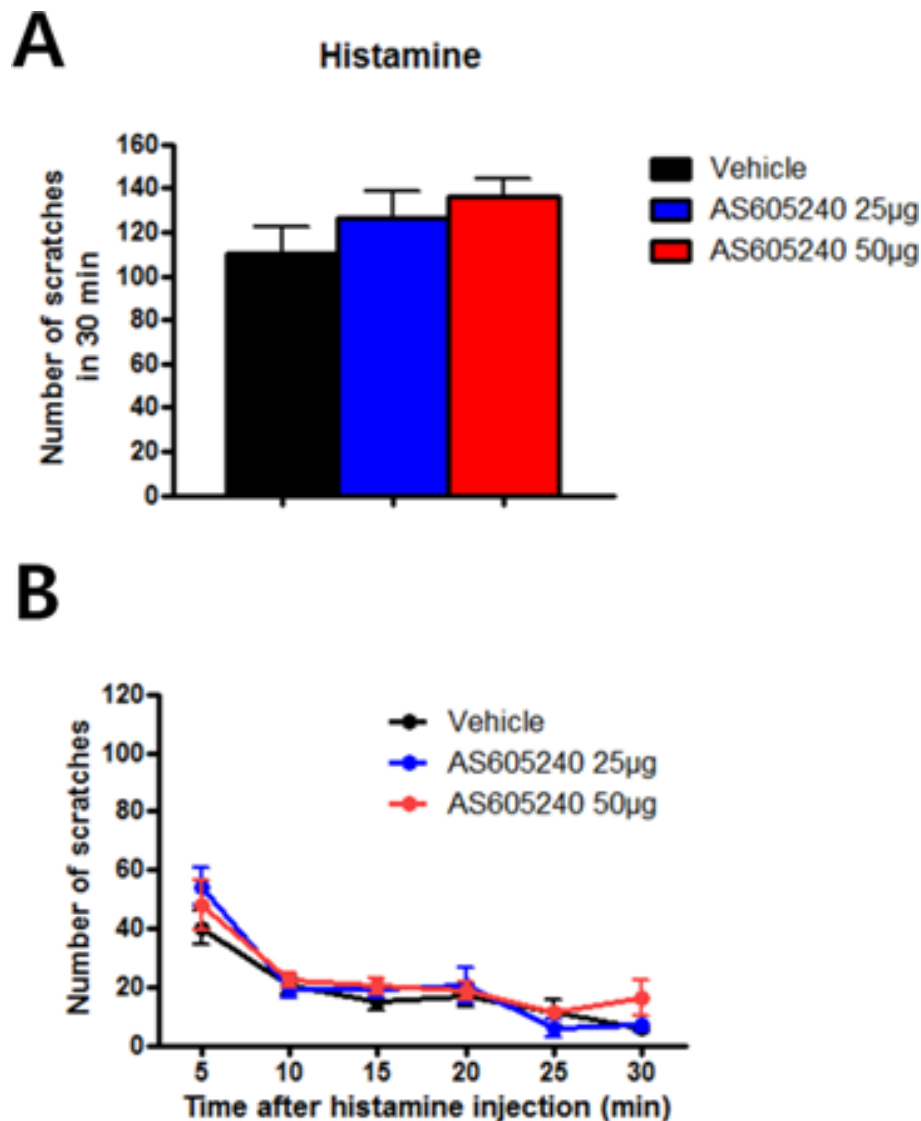 A
Histamine
Number of scratches
in 30 min
160
140
120
100
80
60
40
20
0
Vehicle
AS605240 25µg
AS605240 50µg
B
Number of scratches
120
100
80
60
40
20
0
Vehicle
AS605240 25µg
AS605240 50µg
5 10 15 20 25 30
Time after histamine injection (min)